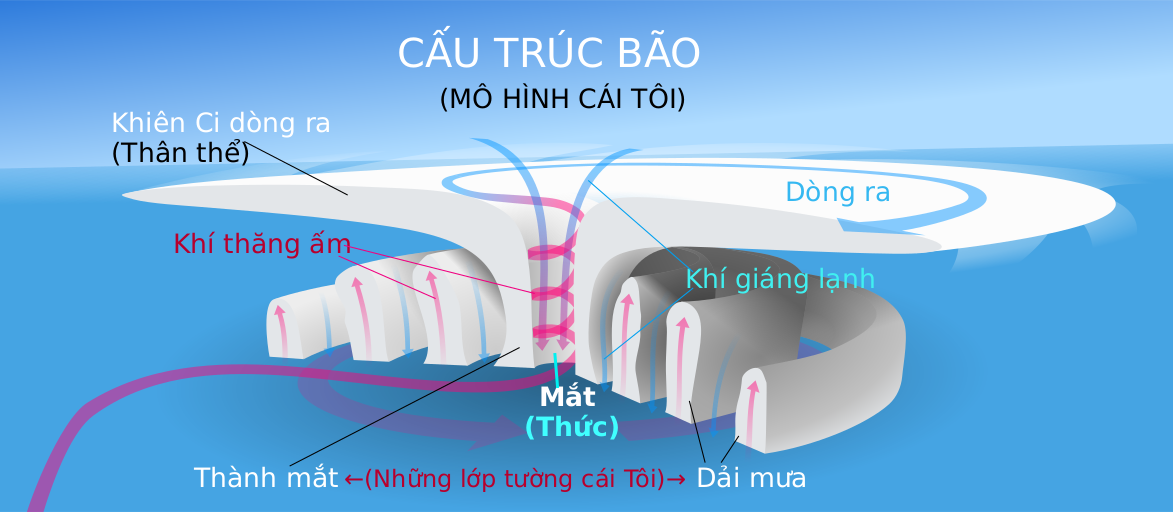 CẤU TRÚC BÃO
(MÔ HÌNH CÁI TÔI)
Khiên Ci dòng ra
(Thân thể)
Dòng ra
Khí thăng ấm
Khí giáng lạnh
Mắt
(Thức)
Thành mắt ←(Những lớp tường cái Tôi)→ Dải mưa